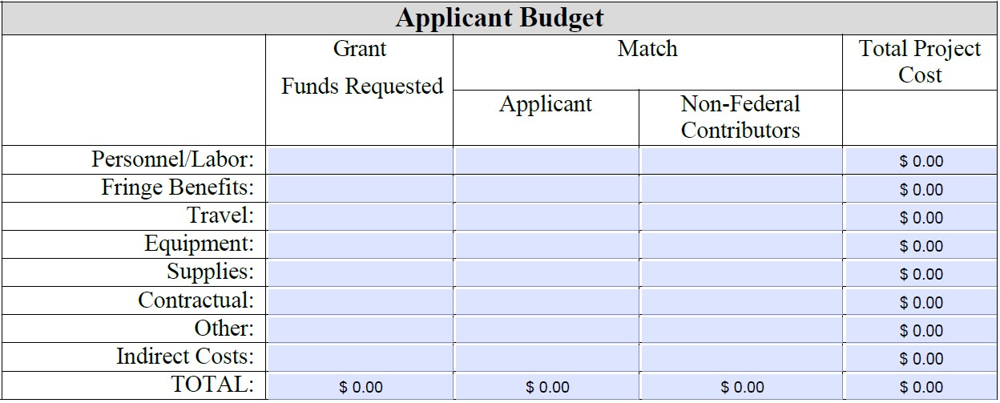 Applicant Budget
Grant
Funds Requested
Match
Total Project
Cost
Applicant
Non-Federal
Contributors
Personnel/Labor: $ 0.00
Fringe Benefits: $ 0.00
Travel: $ 0.00
Equipment: $ 0.00
Supplies: $ 0.00
Contractual: $ 0.00
Other: $ 0.00
Indirect Costs: $ 0.00
TOTAL: $ 0.00 $ 0.00 $ 0.00 $ 0.00